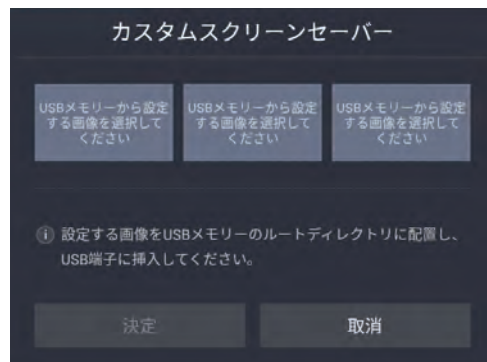 カスタムスクリーンセーバー
USBメモリーから設定
する画像を選択して
ください
USBメモリーから設定
する画像を選択して
ください
USBメモリーから設定
する画像を選択して
ください
ⓘ 設定する画像をUSBメモリーのルートディレクトリに配置し、
USB端子に挿入してください。
決定
取消